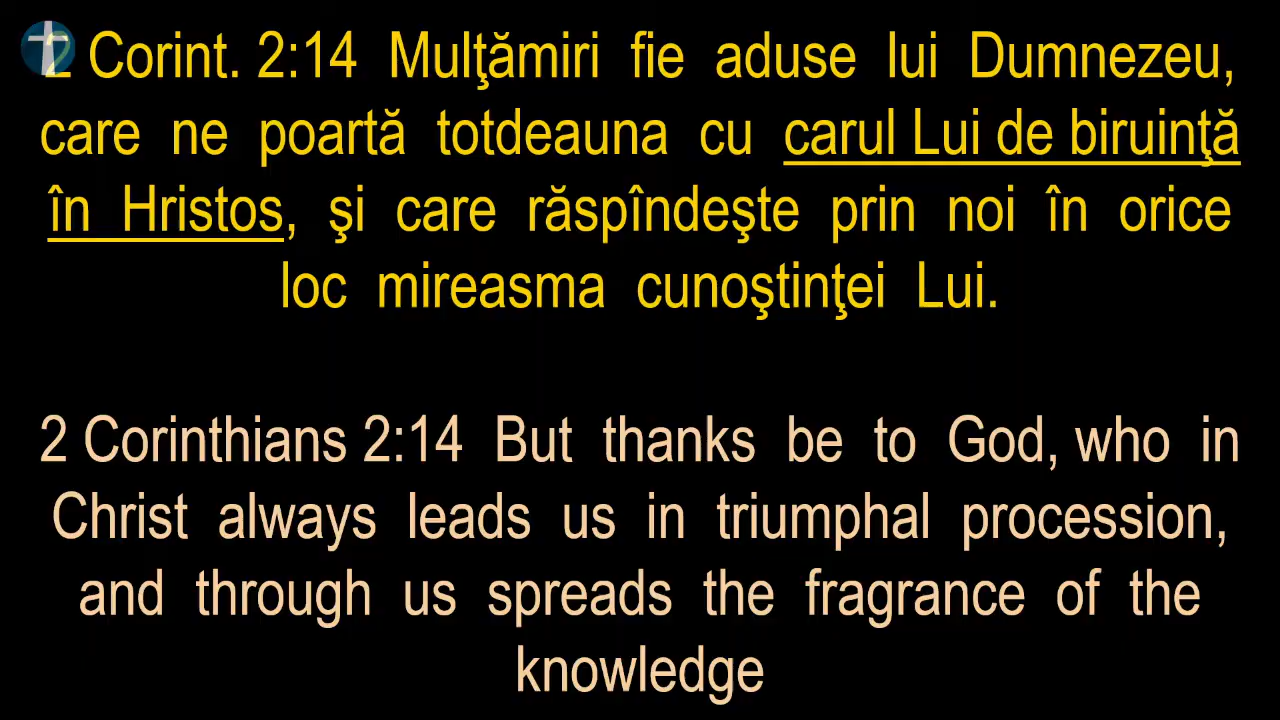 2 Corint. 2:14 Mulţămiri fie aduse lui Dumnezeu,
care ne poartă totdeauna cu carul Lui de biruinţă
în Hristos, şi care răspîndeşte prin noi în orice
loc mireasma cunoştinţei Lui.
2 Corinthians 2:14 But thanks be to God, who in
Christ always leads us in triumphal procession,
and through us spreads the fragrance of the
knowledge